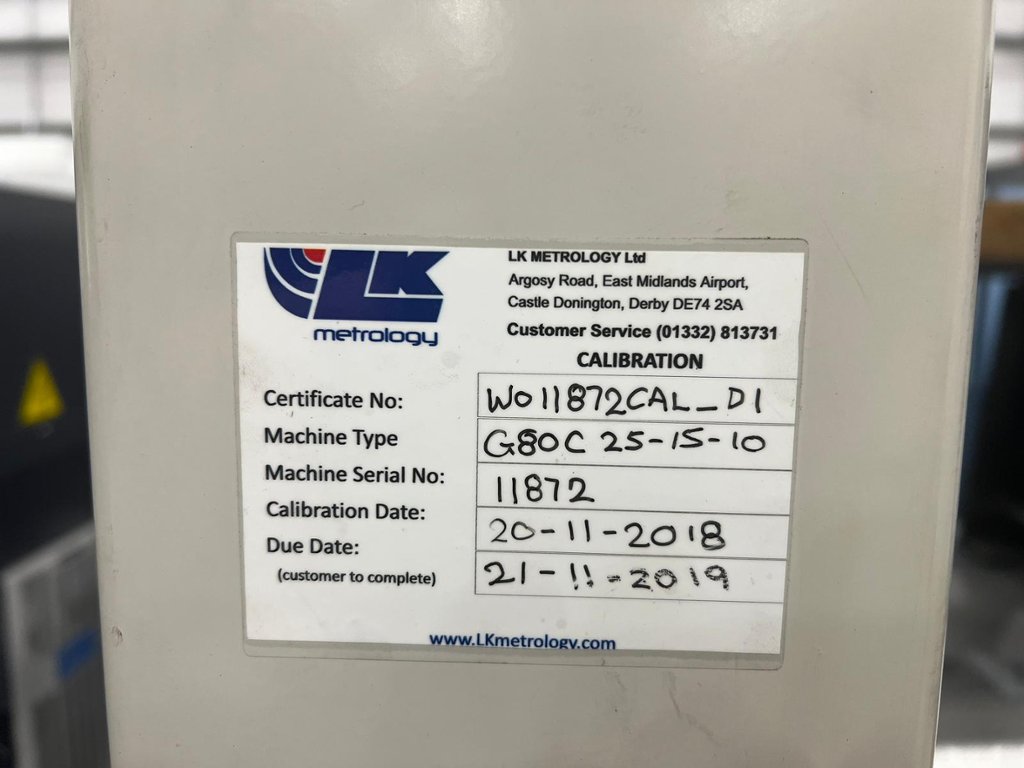 LK
metrology
LK METROLOGY Ltd
Argosy Road, East Midlands Airport,
Castle Donington, Derby DE74 2SA
Customer Service (01332) 813731
CALIBRATION
Certificate No: WO11872CAL_D1
Machine Type G80C 25-15-10
Machine Serial No: 11872
Calibration Date: 20-11-2018
Due Date: 21-11-2019
(customer to complete)
www.LKmetrology.com